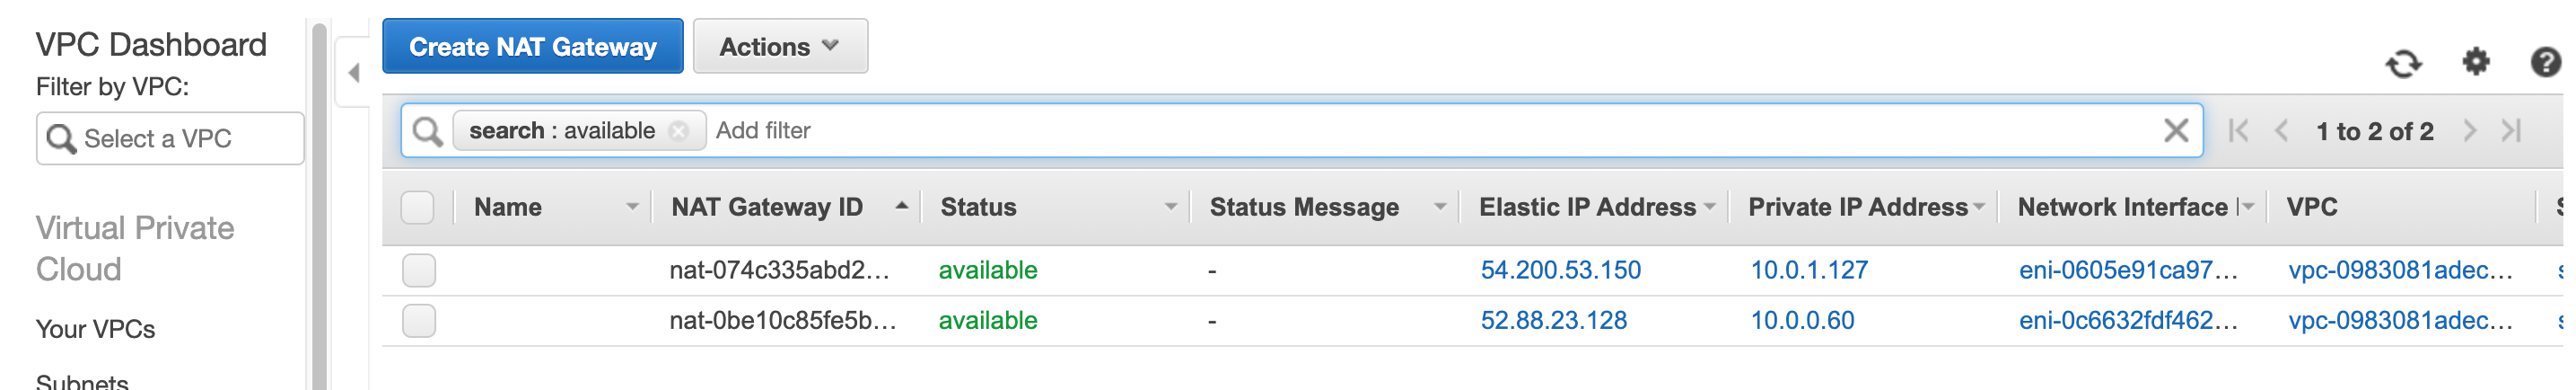 VPC Dashboard
Filter by VPC:
Select a VPC
Virtual Private
Cloud
Your VPCs
Subnets
Create NAT Gateway Actions
search : available Add filter 1 to 2 of 2
Name NAT Gateway ID Status Status Message Elastic IP Address Private IP Address Network Interface VPC
nat-074c335abd2... available - 54.200.53.150 10.0.1.127 eni-0605e91ca97... vpc-0983081adec...
nat-0be10c85fe5b... available - 52.88.23.128 10.0.0.60 eni-0c6632fdf462... vpc-0983081adec...